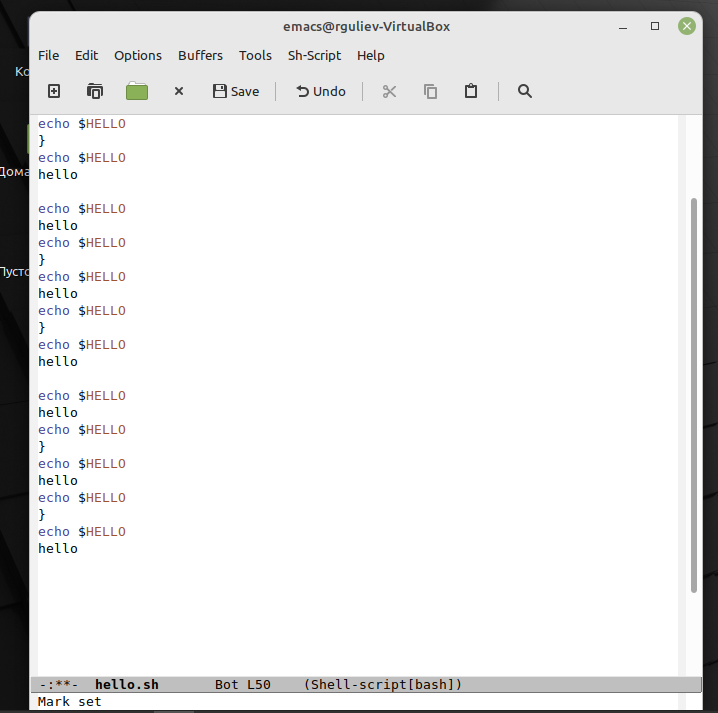 emacs@rguliev-VirtualBox
File Edit Options Buffers Tools Sh-Script Help
Save Undo
echo $HELLO
}
echo $HELLO
hello

echo $HELLO
hello
echo $HELLO
}
echo $HELLO
hello
echo $HELLO
}
echo $HELLO
hello

echo $HELLO
hello
echo $HELLO
}
echo $HELLO
hello
echo $HELLO
}
echo $HELLO
hello
-:**- hello.sh Bot L50 (Shell-script[bash])
Mark set
Ко
Дома
Пусто